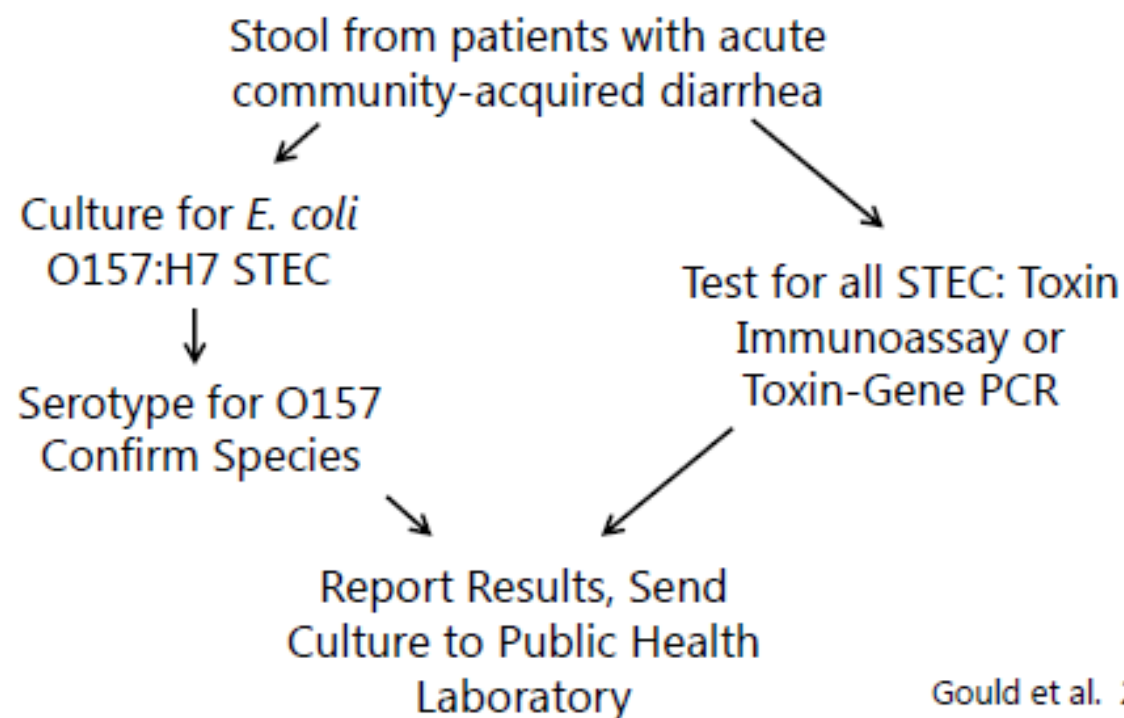 Stool from patients with acute
community-acquired diarrhea
Culture for E. coli
O157:H7 STEC
Test for all STEC: Toxin
Immunoassay or
Toxin-Gene PCR
Serotype for O157
Confirm Species
Report Results, Send
Culture to Public Health
Laboratory
Gould et al.